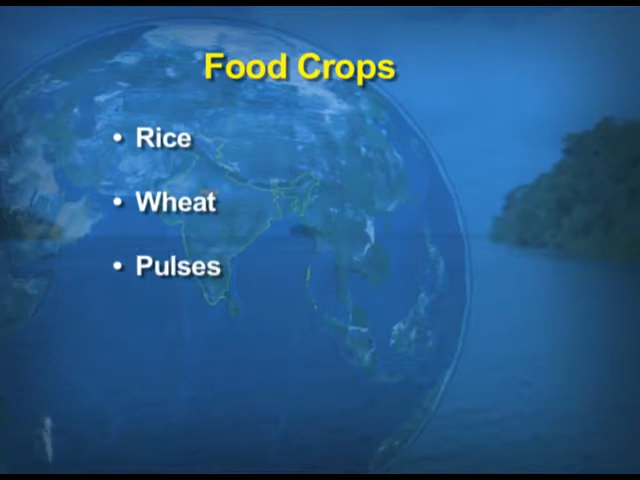 Food Crops
• Rice
• Wheat
• Pulses